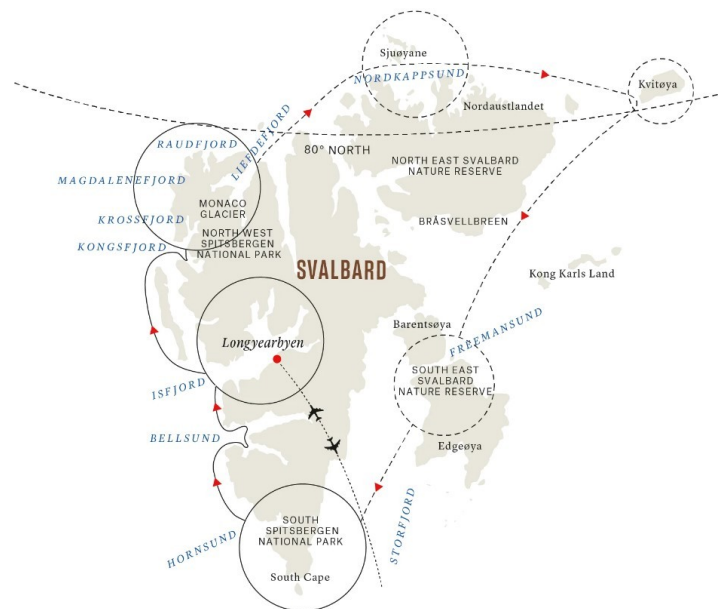 Sjuøyane
NORDKAPPSUND
Kvitøya
Nordaustlandet
LIEFDEFJORD
RAUDFJORD
80° NORTH
NORTH EAST SVALBARD
NATURE RESERVE
MAGDALENEFJORD
MONACO
GLACIER
KROSSFJORD
BRÅSVELLBREEN
NORTH WEST
SPITSBERGEN
NATIONAL PARK
KONGSFJORD
SVALBARD
Kong Karls Land
Barentsøya
FREEMANSUND
Longyearbyen
SOUTH EAST
SVALBARD
NATURE RESERVE
ISFJORD
BELLSUND
Edgeøya
STORFJORD
SOUTH
SPITSBERGEN
NATIONAL PARK
HORNSUND
South Cape